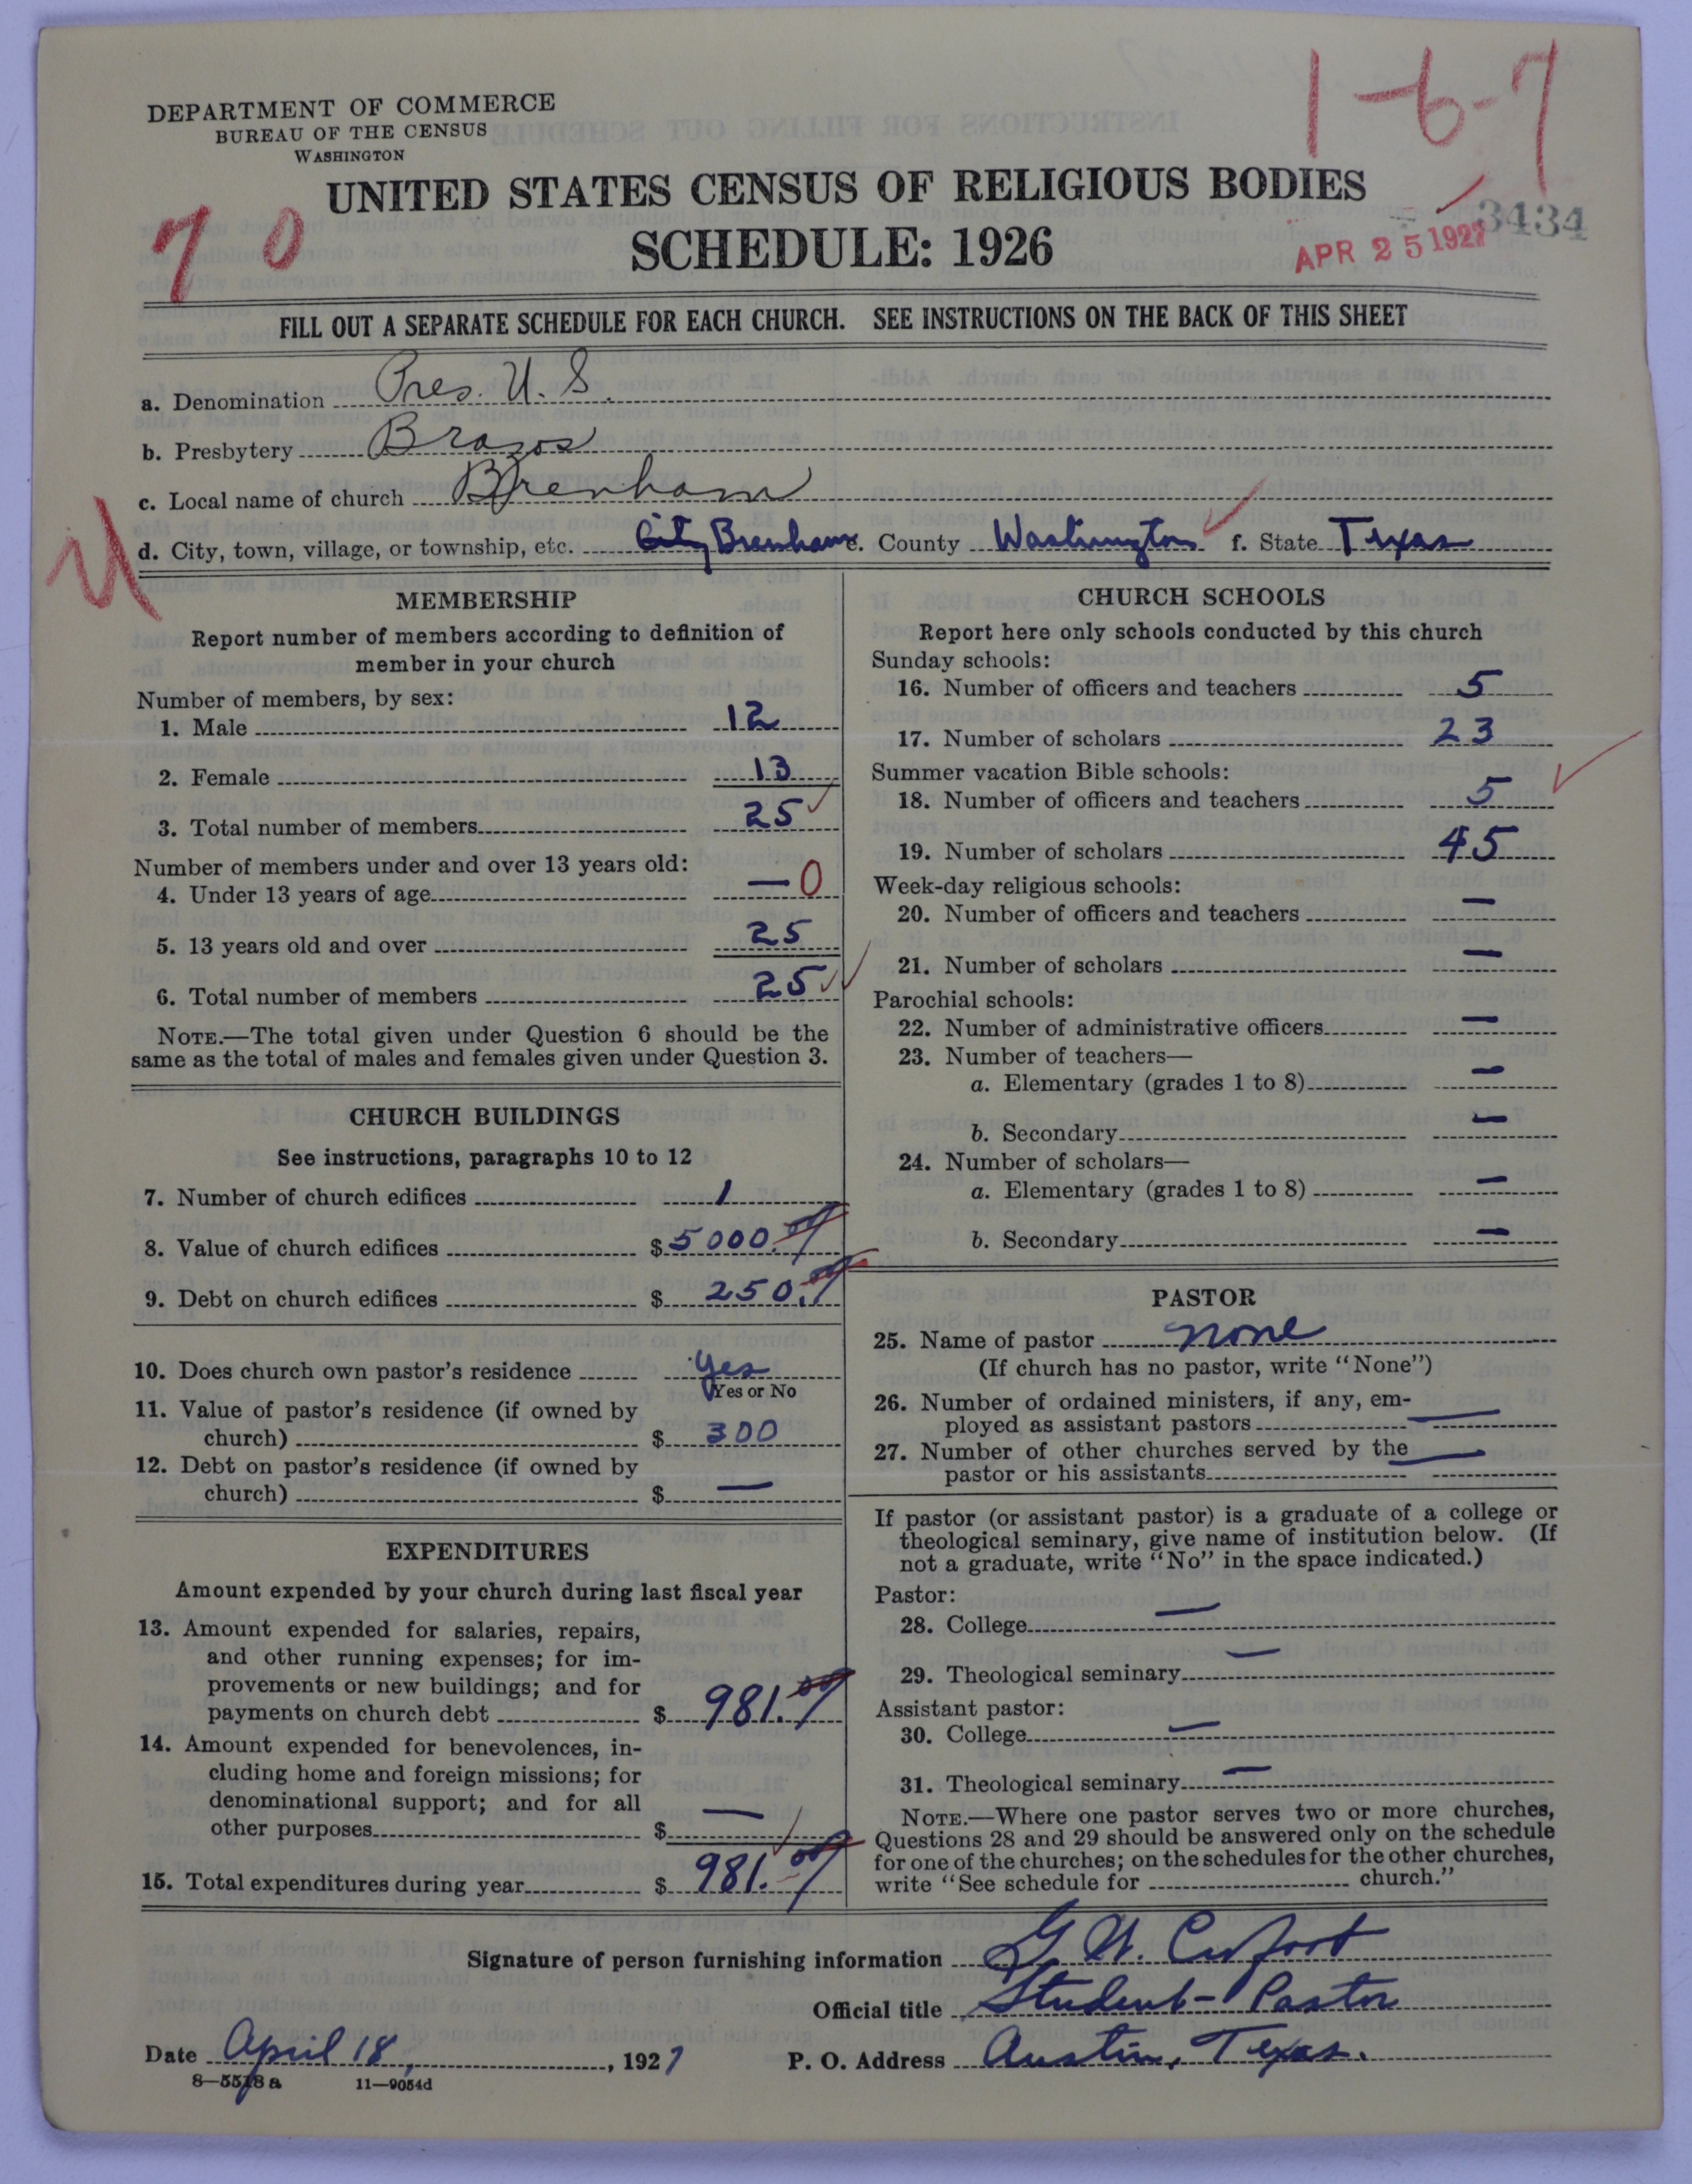 1-6-7
DEPARTMENT OF COMMERCE
BUREAU OF THE CENSUS
WASHINGTON
UNITED STATES CENSUS OF RELIGIOUS BODIES
70
SCHEDULE: 1926
3434
APR 25 1927
FILL OUT A SEPARATE SCHEDULE FOR EACH CHURCH. SEE INSTRUCTIONS ON THE BACK OF THIS SHEET
a. Denomination Pres. U. S.
b. Presbytery Brazos
c. Local name of church Brenham
d. City, town, village, or township, etc. City Brenham e. County Washington f. State Texas
MEMBERSHIP
Report number of members according to definition of
member in your church
Number of members, by sex:
1. Male 12
2. Female 13
3. Total number of members 25
Number of members under and over 13 years old:
4. Under 13 years of age — 0
5. 13 years old and over 25
6. Total number of members 25
NOTE.—The total given under Question 6 should be the
same as the total of males and females given under Question 3.
CHURCH BUILDINGS
See instructions, paragraphs 10 to 12
7. Number of church edifices 1
8. Value of church edifices $ 5000.00
9. Debt on church edifices $ 250.00
10. Does church own pastor's residence Yes
Yes or No
11. Value of pastor's residence (if owned by
church) $ 300
12. Debt on pastor's residence (if owned by
church) $ —
EXPENDITURES
Amount expended by your church during last fiscal year
13. Amount expended for salaries, repairs,
and other running expenses; for im-
provements or new buildings; and for
payments on church debt $ 981.00
14. Amount expended for benevolences, in-
cluding home and foreign missions; for
denominational support; and for all
other purposes $ —
15. Total expenditures during year $ 981.00
CHURCH SCHOOLS
Report here only schools conducted by this church
Sunday schools:
16. Number of officers and teachers 5
17. Number of scholars 23
Summer vacation Bible schools:
18. Number of officers and teachers 5
19. Number of scholars 45
Week-day religious schools:
20. Number of officers and teachers —
21. Number of scholars —
Parochial schools:
22. Number of administrative officers —
23. Number of teachers—
a. Elementary (grades 1 to 8) —
b. Secondary —
24. Number of scholars—
a. Elementary (grades 1 to 8) —
b. Secondary —
PASTOR
25. Name of pastor none
(If church has no pastor, write "None")
26. Number of ordained ministers, if any, em-
ployed as assistant pastors —
27. Number of other churches served by the
pastor or his assistants —
If pastor (or assistant pastor) is a graduate of a college or
theological seminary, give name of institution below. (If
not a graduate, write "No" in the space indicated.)
Pastor:
28. College —
29. Theological seminary —
Assistant pastor:
30. College —
31. Theological seminary —
NOTE.—Where one pastor serves two or more churches,
Questions 28 and 29 should be answered only on the schedule
for one of the churches; on the schedules for the other churches,
write "See schedule for church."
Signature of person furnishing information G. W.
Official title Student-Pastor
Date April 18, 1927 P. O. Address Austin, Texas.
8—5518 a 11—9054d